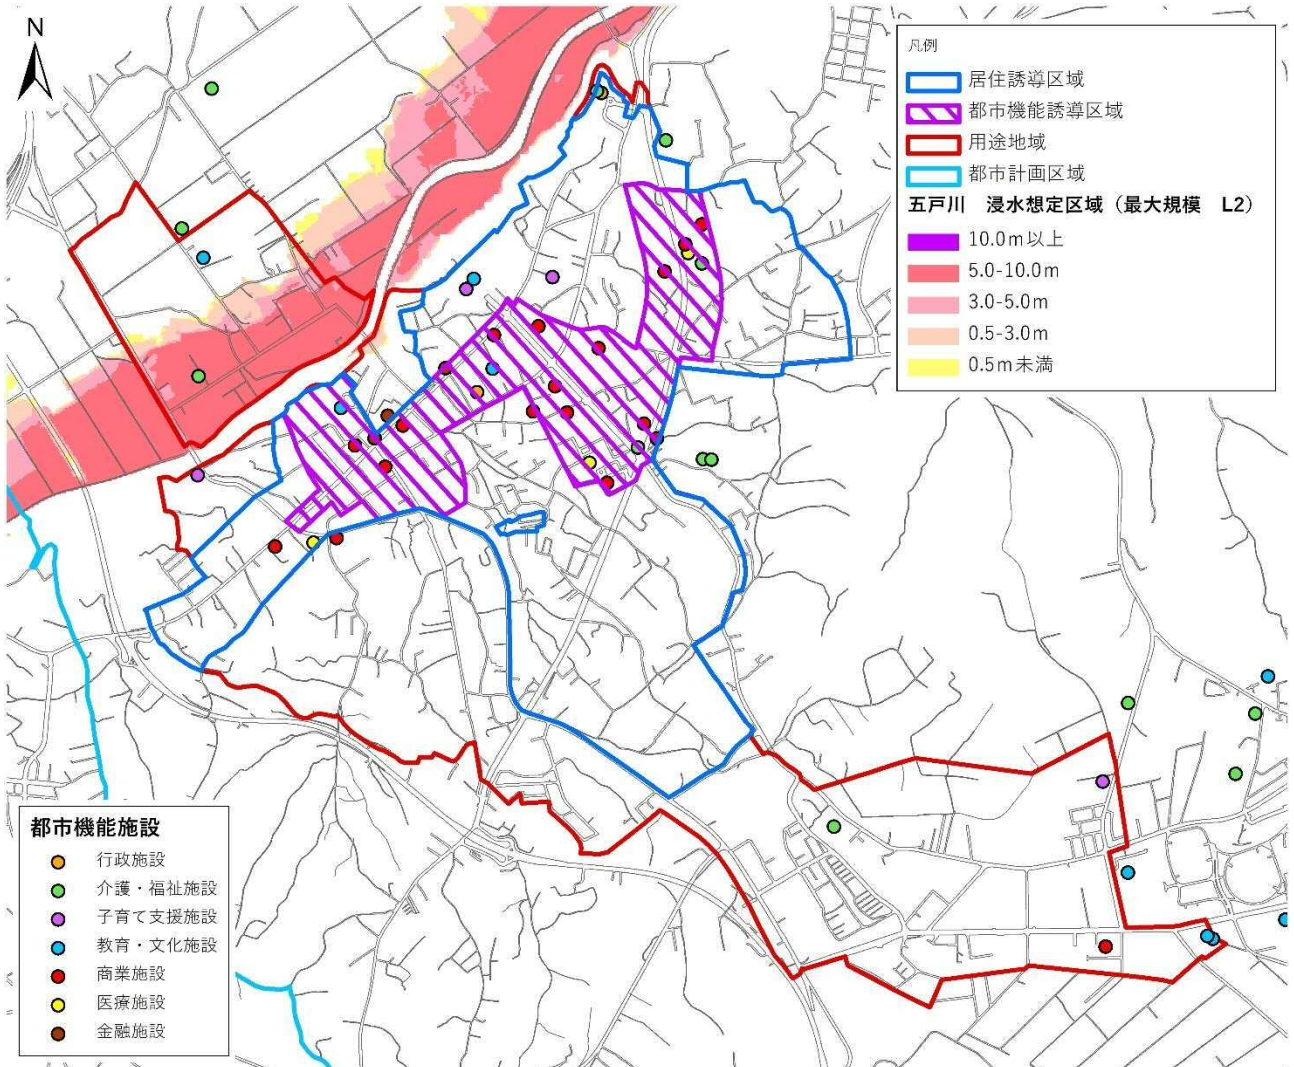 N
凡例
居住誘導区域
都市機能誘導区域
用途地域
都市計画区域
五戸川 浸水想定区域（最大規模 L2）
10.0m以上
5.0-10.0m
3.0-5.0m
0.5-3.0m
0.5m未満
都市機能施設
行政施設
介護・福祉施設
子育て支援施設
教育・文化施設
商業施設
医療施設
金融施設